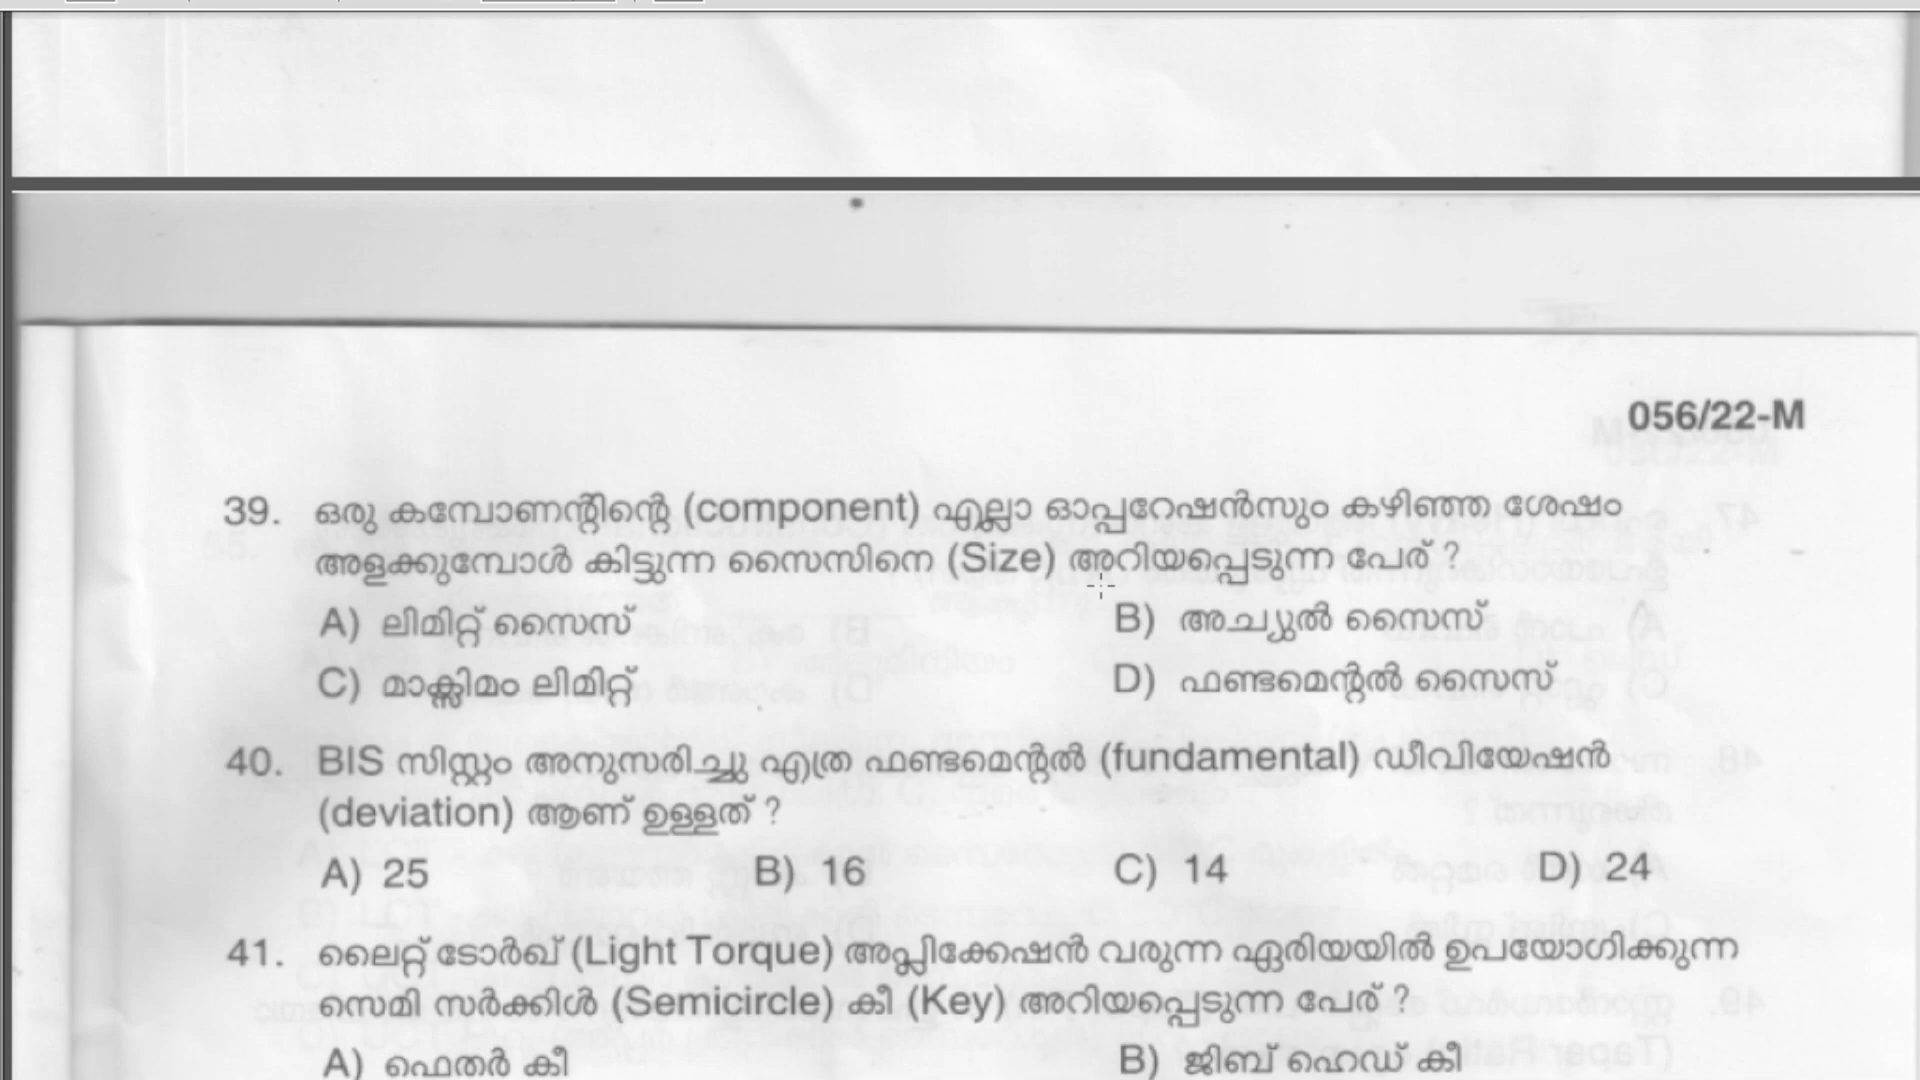 056/22-M
39. ഒരു കമ്പോണന്റിന്റെ (component) എല്ലാ ഓപ്പറേഷൻസും കഴിഞ്ഞ ശേഷം
അളക്കുമ്പോൾ കിട്ടുന്ന സൈസിനെ (Size) അറിയപ്പെടുന്ന പേര് ?
A) ലിമിറ്റ് സൈസ് B) അച്യുൽ സൈസ്
C) മാക്സിമം ലിമിറ്റ് D) ഫണ്ടമെന്റൽ സൈസ്
40. BIS സിസ്റ്റം അനുസരിച്ചു എത്ര ഫണ്ടമെന്റൽ (fundamental) ഡീവിയേഷൻ
(deviation) ആണ് ഉള്ളത് ?
A) 25 B) 16 C) 14 D) 24
41. ലൈറ്റ് ടോർഖ് (Light Torque) അപ്ലിക്കേഷൻ വരുന്ന ഏരിയയിൽ ഉപയോഗിക്കുന്ന
സെമി സർക്കിൾ (Semicircle) കീ (Key) അറിയപ്പെടുന്ന പേര് ?
A) ഫെതർ കീ B) ജിബ് ഹെഡ് കീ